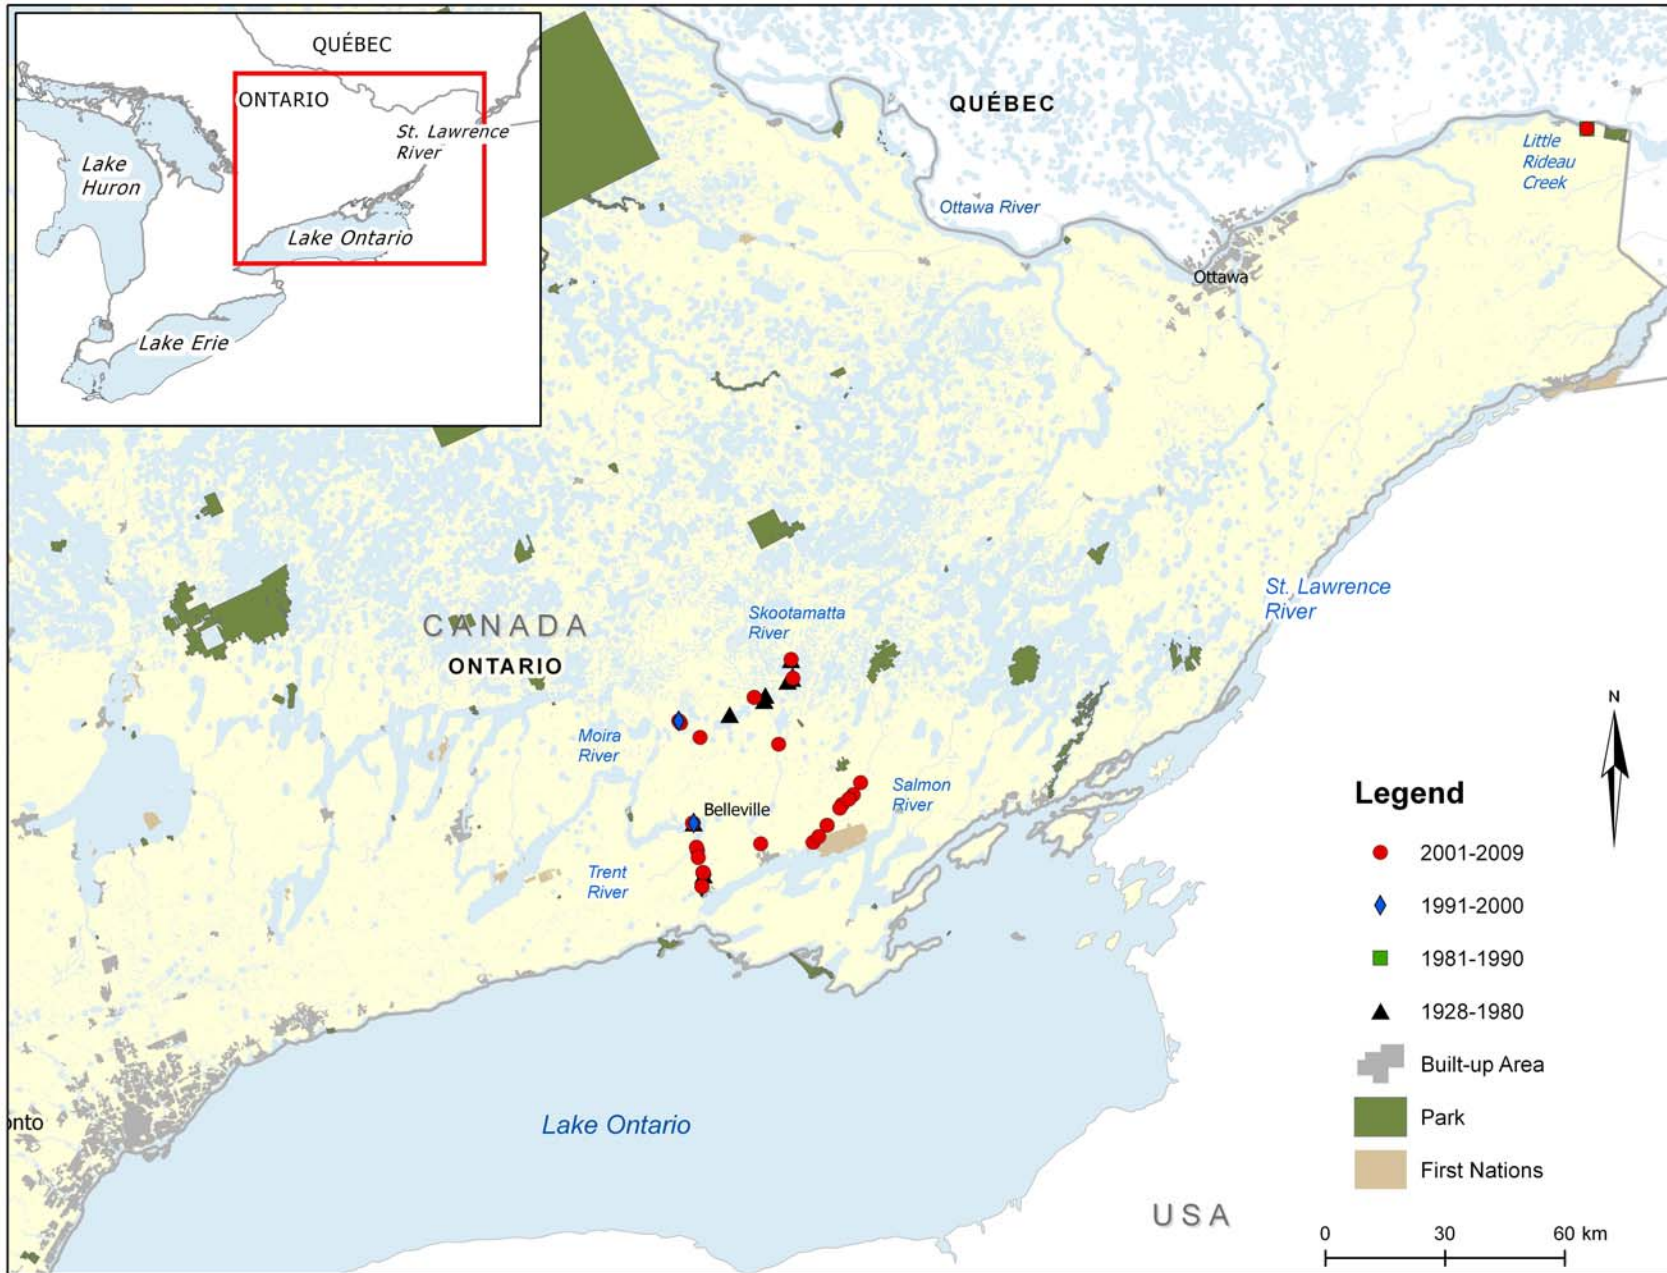 QUÉBEC
ONTARIO
St. Lawrence
River
Lake
Huron
Lake Ontario
Lake Erie
QUÉBEC
Little
Rideau
Creek
Ottawa River
Ottawa
St. Lawrence
River
CANADA
ONTARIO
Skootamatta
River
Moira
River
Salmon
River
Belleville
Trent
River
onto
Lake Ontario
USA
N
Legend
2001-2009
1991-2000
1981-1990
1928-1980
Built-up Area
Park
First Nations
0 30 60 km